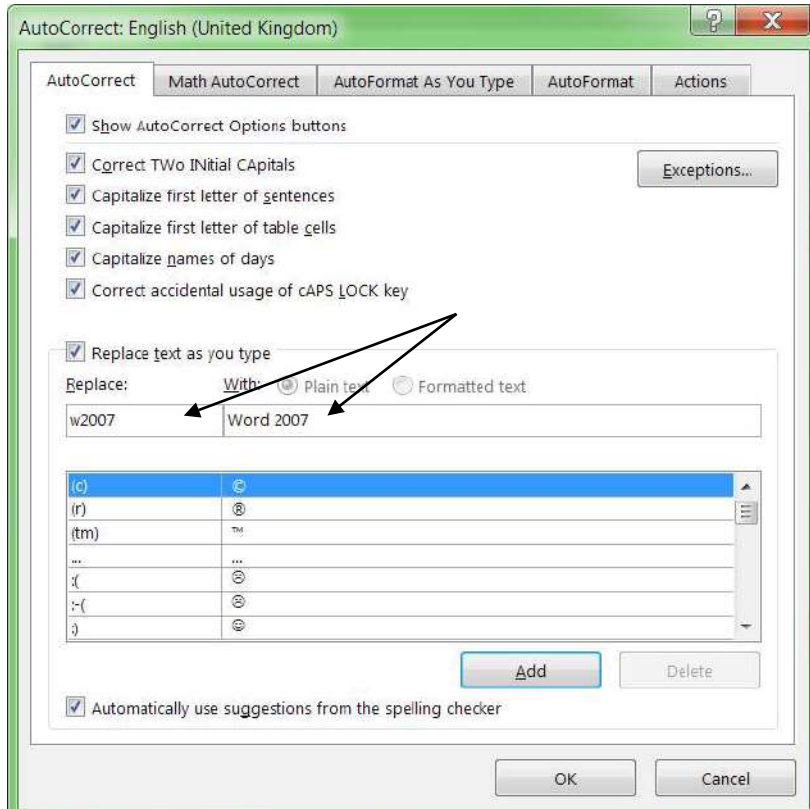 AutoCorrect: English (United Kingdom)
AutoCorrect Math AutoCorrect AutoFormat As You Type AutoFormat Actions
Show AutoCorrect Options buttons
Correct TWo INitial CApitals
Exceptions...
Capitalize first letter of sentences
Capitalize first letter of table cells
Capitalize names of days
Correct accidental usage of cAPS LOCK key
Replace text as you type
Replace: With: Plain text Formatted text
w2007 Word 2007
(c) ©
(r) ®
(tm) ™
... ...
:( ☹
:-( ☹
:) ☺
Add Delete
Automatically use suggestions from the spelling checker
OK Cancel